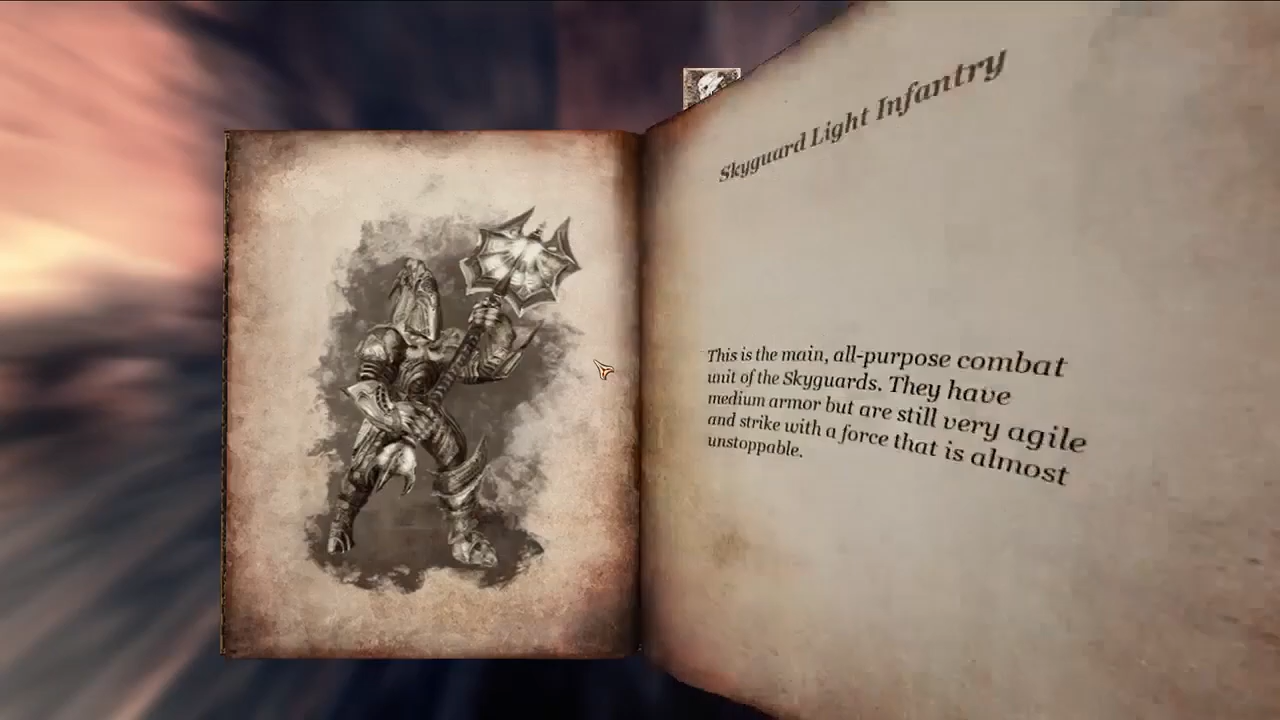 Skyguard Light Infantry
This is the main, all-purpose combat
unit of the Skyguards. They have
medium armor but are still very agile
and strike with a force that is almost
unstoppable.